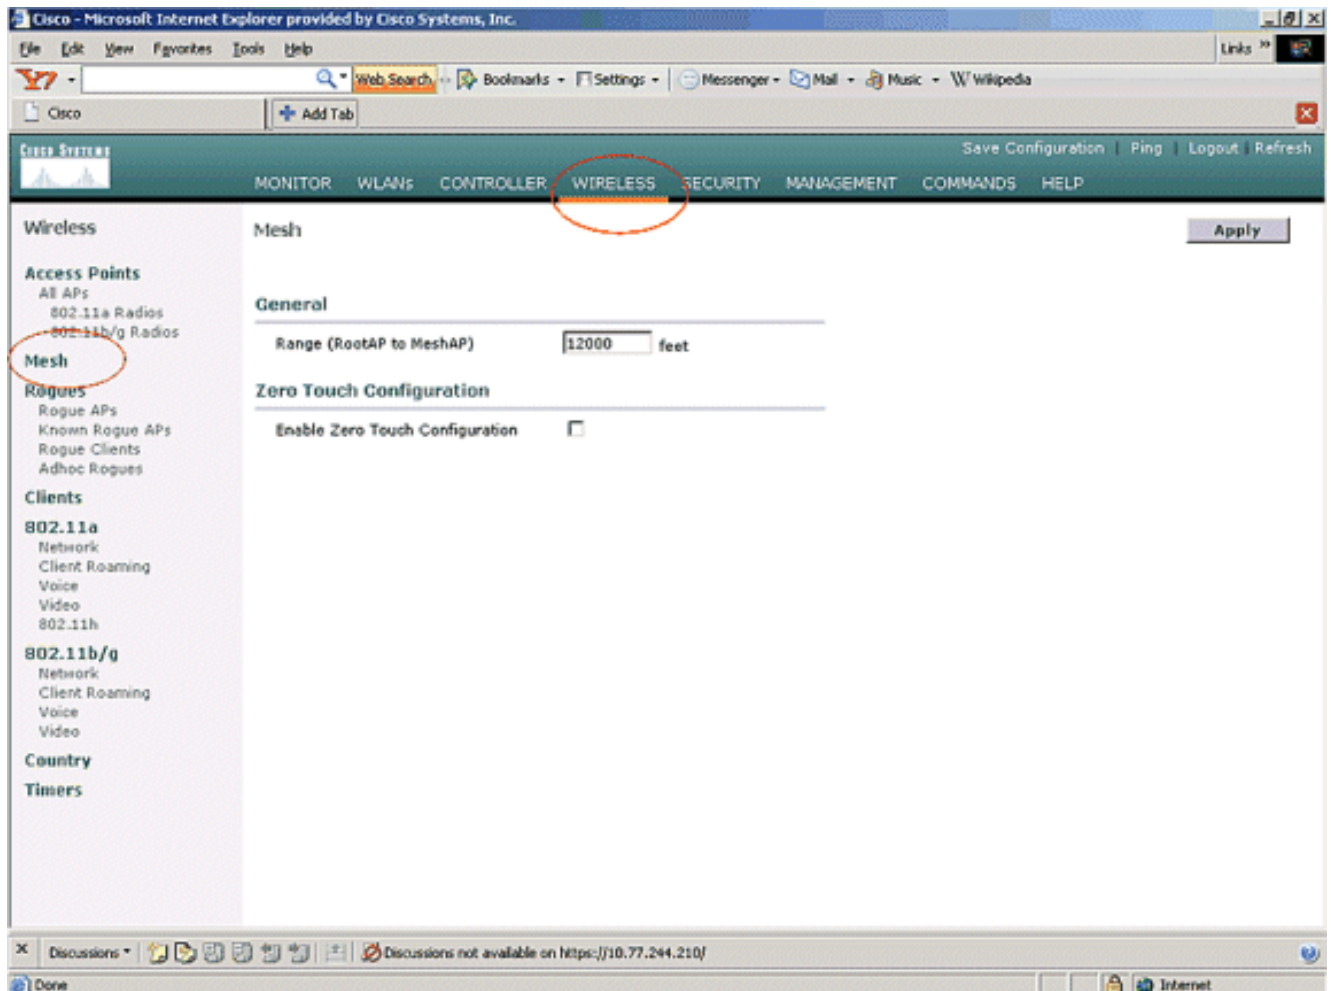 Cisco - Microsoft Internet Explorer provided by Cisco Systems, Inc.
File Edit View Favorites Tools Help Links »
Y! Web Search Bookmarks Settings Messenger Mail Music W Wikipedia
Cisco Add Tab
CISCO SYSTEMS
Save Configuration | Ping | Logout | Refresh
MONITOR WLANs CONTROLLER WIRELESS SECURITY MANAGEMENT COMMANDS HELP
Wireless
Access Points
All APs
802.11a Radios
802.11b/g Radios
Mesh
Rogues
Rogue APs
Known Rogue APs
Rogue Clients
Adhoc Rogues
Clients
802.11a
Network
Client Roaming
Voice
Video
802.11h
802.11b/g
Network
Client Roaming
Voice
Video
Country
Timers
Mesh Apply
General
Range (RootAP to MeshAP) 12000 feet
Zero Touch Configuration
Enable Zero Touch Configuration
Discussions Discussions not available on https://10.77.244.210/
Done Internet